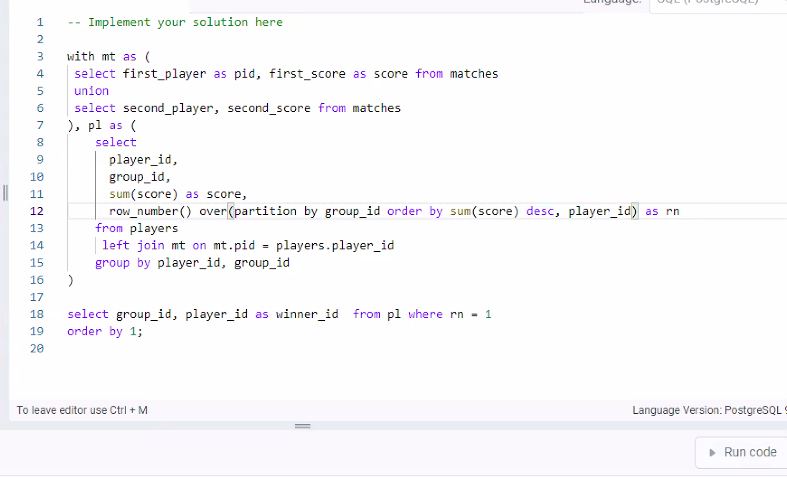 Language: SQL (PostgreSQL)
1 -- Implement your solution here
2
3 with mt as (
4 select first_player as pid, first_score as score from matches
5 union
6 select second_player, second_score from matches
7 ), pl as (
8 select
9 player_id,
10 group_id,
11 sum(score) as score,
12 row_number() over(partition by group_id order by sum(score) desc, player_id) as rn
13 from players
14 left join mt on mt.pid = players.player_id
15 group by player_id, group_id
16 )
17
18 select group_id, player_id as winner_id  from pl where rn = 1
19 order by 1;
20
To leave editor use Ctrl + M
Language Version: PostgreSQL
Run code